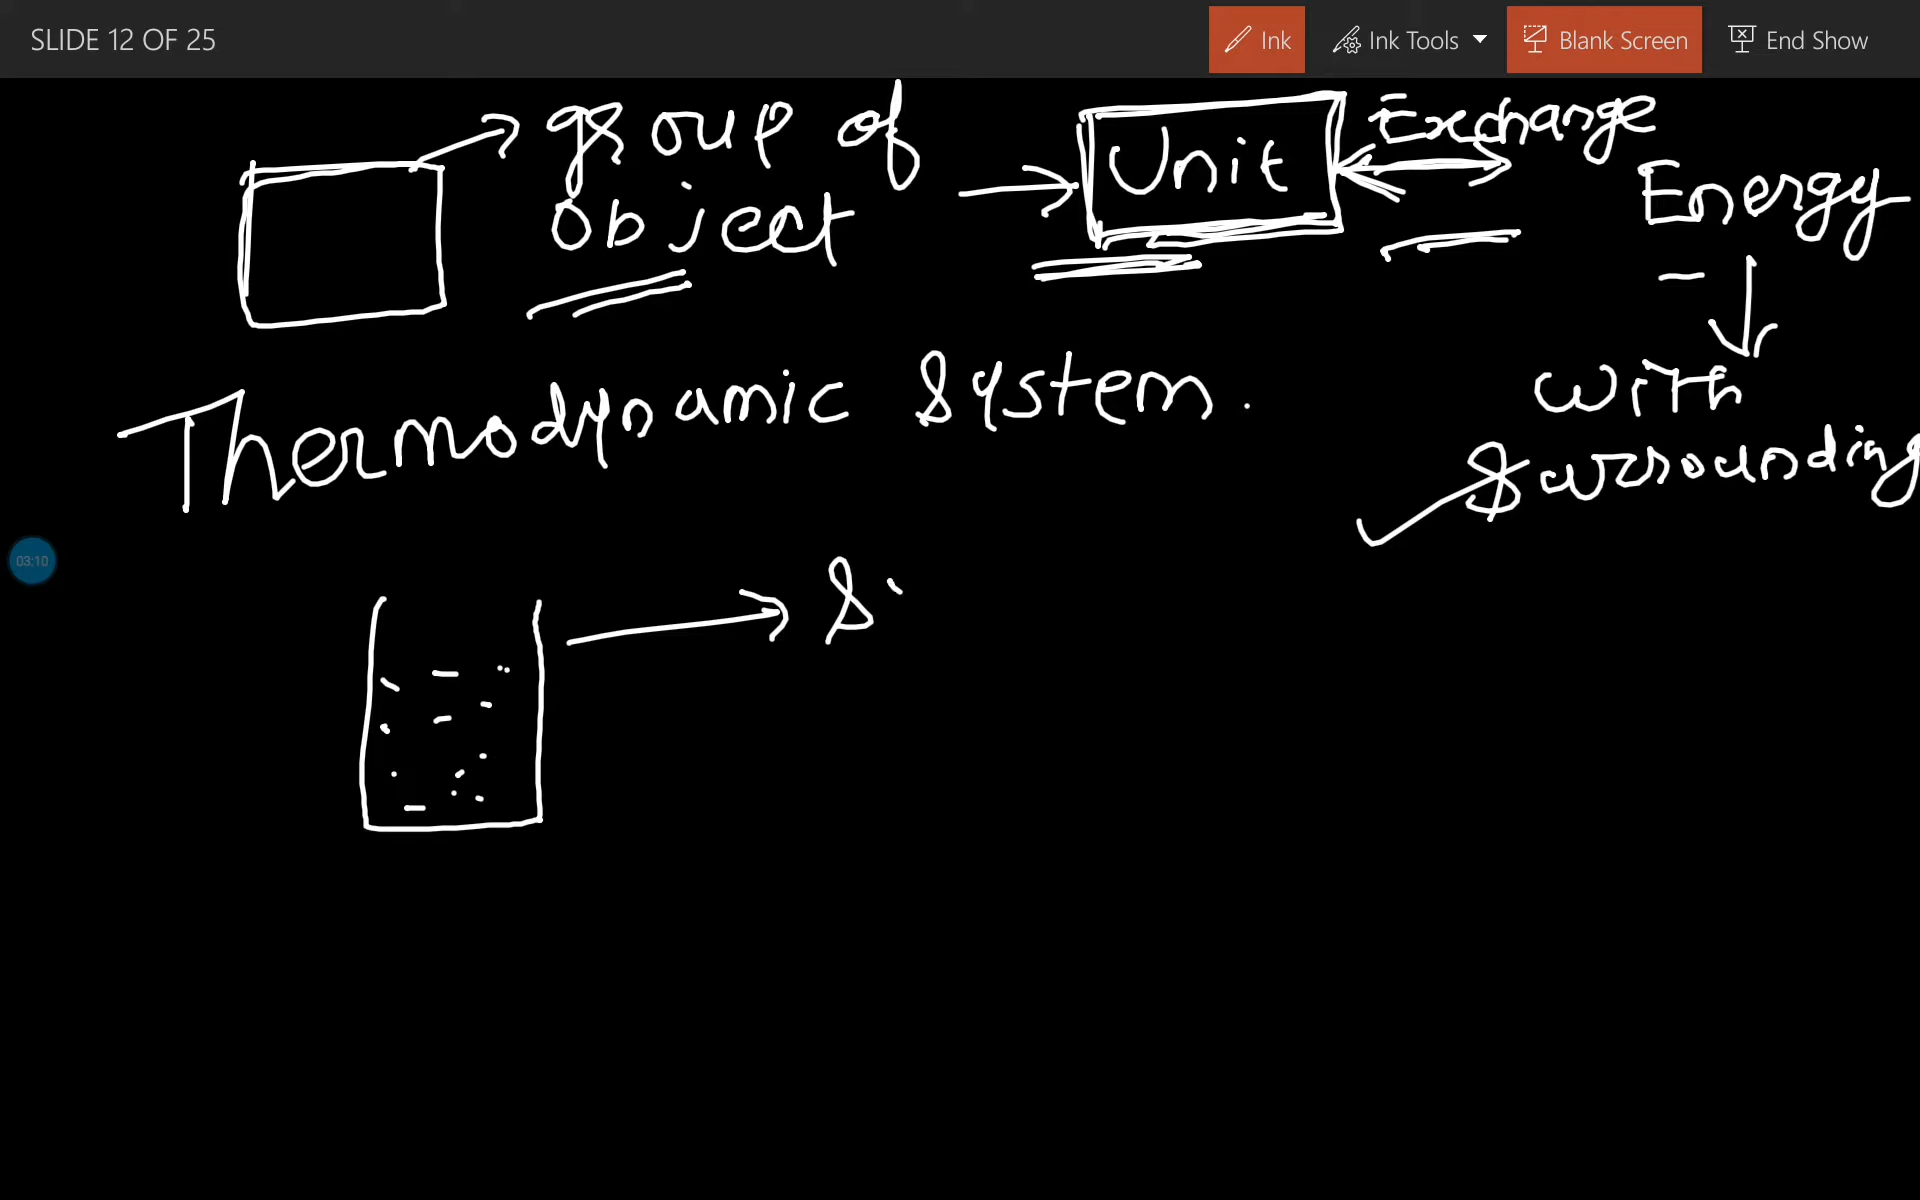 SLIDE 12 OF 25
Ink
Ink Tools
Blank Screen
End Show
group of
object
Unit
Exchange
Energy
with
Surrounding
Thermodynamic System.
03:10
S